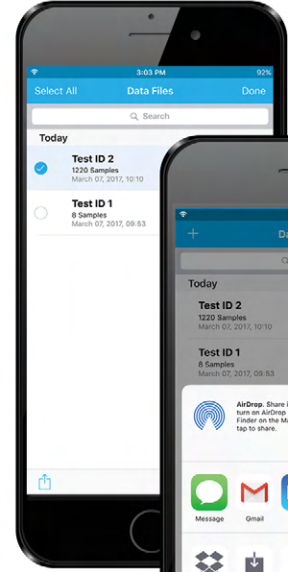 3:03 PM 92%
Select All Data Files Done
Search
Today
Test ID 2
1220 Samples
March 07, 2017, 10:10
Test ID 1
8 Samples
March 07, 2017, 09:53
Today
Test ID 2
1220 Samples
March 07, 2017, 10:10
Test ID 1
8 Samples
March 07, 2017, 09:53
AirDrop. Share
turn on AirDrop
Finder on the
tap to share.
Message Gmail